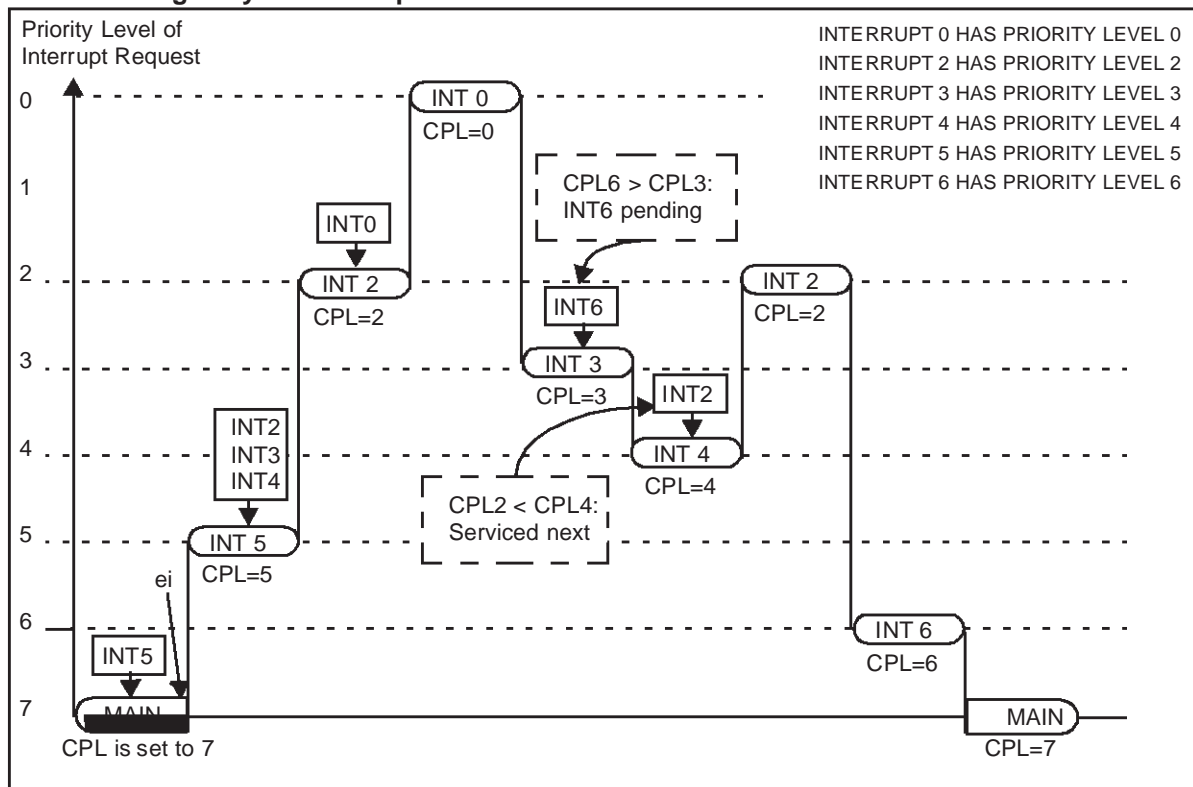 Priority Level of
Interrupt Request
INTERRUPT 0 HAS PRIORITY LEVEL 0
INTERRUPT 2 HAS PRIORITY LEVEL 2
INTERRUPT 3 HAS PRIORITY LEVEL 3
INTERRUPT 4 HAS PRIORITY LEVEL 4
INTERRUPT 5 HAS PRIORITY LEVEL 5
INTERRUPT 6 HAS PRIORITY LEVEL 6
0
INT 0
CPL=0
1
CPL6 > CPL3:
INT6 pending
INT0
2
INT 2
CPL=2
INT 2
CPL=2
INT6
3
INT 3
CPL=3
INT2
INT2
INT3
INT4
4
INT 4
CPL=4
CPL2 < CPL4:
Serviced next
5
INT 5
CPL=5
ei
6
INT5
INT 6
CPL=6
7
MAIN
CPL is set to 7
MAIN
CPL=7